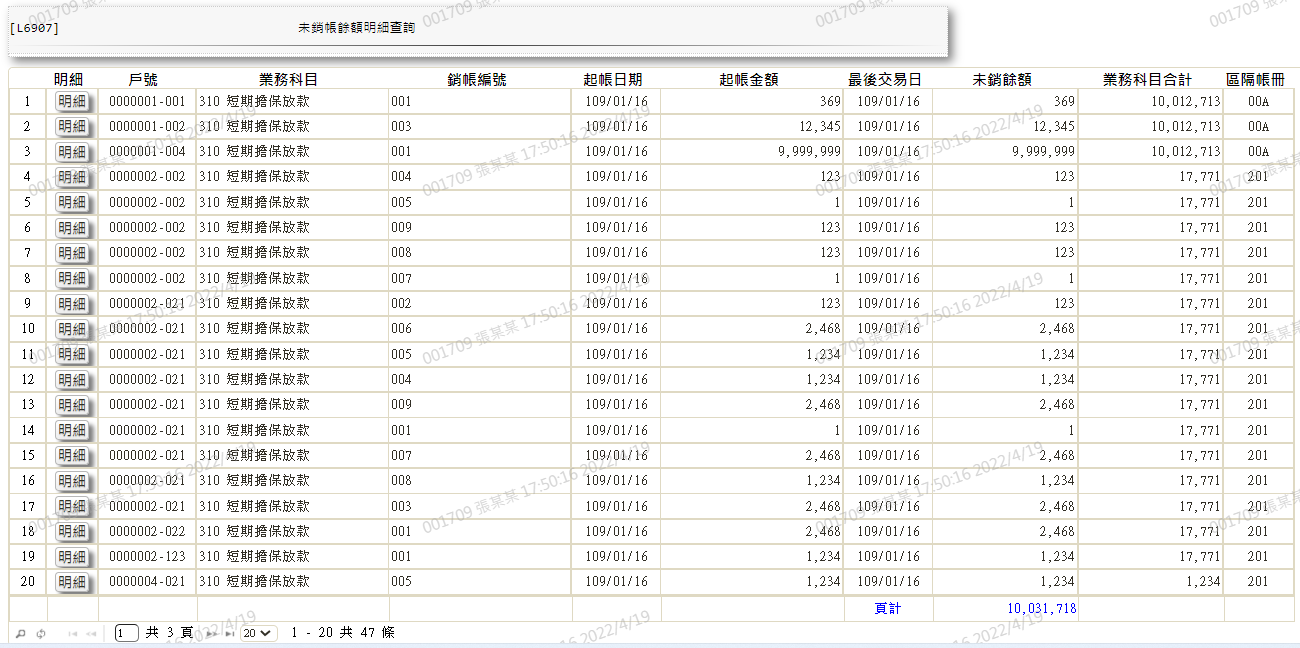 [L6907] 未銷帳餘額明細查詢
明細 戶號 業務科目 銷帳編號 起帳日期 起帳金額 最後交易日 未銷餘額 業務科目合計 區隔帳冊
1 明細 0000001-001 310 短期擔保放款 001 109/01/16 369 109/01/16 369 10,012,713 00A
2 明細 0000001-002 310 短期擔保放款 003 109/01/16 12,345 109/01/16 12,345 10,012,713 00A
3 明細 0000001-004 310 短期擔保放款 001 109/01/16 9,999,999 109/01/16 9,999,999 10,012,713 00A
4 明細 0000002-002 310 短期擔保放款 004 109/01/16 123 109/01/16 123 17,771 201
5 明細 0000002-002 310 短期擔保放款 005 109/01/16 1 109/01/16 1 17,771 201
6 明細 0000002-002 310 短期擔保放款 009 109/01/16 123 109/01/16 123 17,771 201
7 明細 0000002-002 310 短期擔保放款 008 109/01/16 123 109/01/16 123 17,771 201
8 明細 0000002-002 310 短期擔保放款 007 109/01/16 1 109/01/16 1 17,771 201
9 明細 0000002-021 310 短期擔保放款 002 109/01/16 123 109/01/16 123 17,771 201
10 明細 0000002-021 310 短期擔保放款 006 109/01/16 2,468 109/01/16 2,468 17,771 201
11 明細 0000002-021 310 短期擔保放款 005 109/01/16 1,234 109/01/16 1,234 17,771 201
12 明細 0000002-021 310 短期擔保放款 004 109/01/16 1,234 109/01/16 1,234 17,771 201
13 明細 0000002-021 310 短期擔保放款 009 109/01/16 2,468 109/01/16 2,468 17,771 201
14 明細 0000002-021 310 短期擔保放款 001 109/01/16 1 109/01/16 1 17,771 201
15 明細 0000002-021 310 短期擔保放款 007 109/01/16 2,468 109/01/16 2,468 17,771 201
16 明細 0000002-021 310 短期擔保放款 008 109/01/16 1,234 109/01/16 1,234 17,771 201
17 明細 0000002-021 310 短期擔保放款 003 109/01/16 2,468 109/01/16 2,468 17,771 201
18 明細 0000002-022 310 短期擔保放款 001 109/01/16 2,468 109/01/16 2,468 17,771 201
19 明細 0000002-123 310 短期擔保放款 001 109/01/16 1,234 109/01/16 1,234 17,771 201
20 明細 0000004-021 310 短期擔保放款 005 109/01/16 1,234 109/01/16 1,234 1,234 201
頁計 10,031,718
1 共 3 頁 20 1 - 20 共 47 條
001709 張某某 17:50:16 2022/4/19